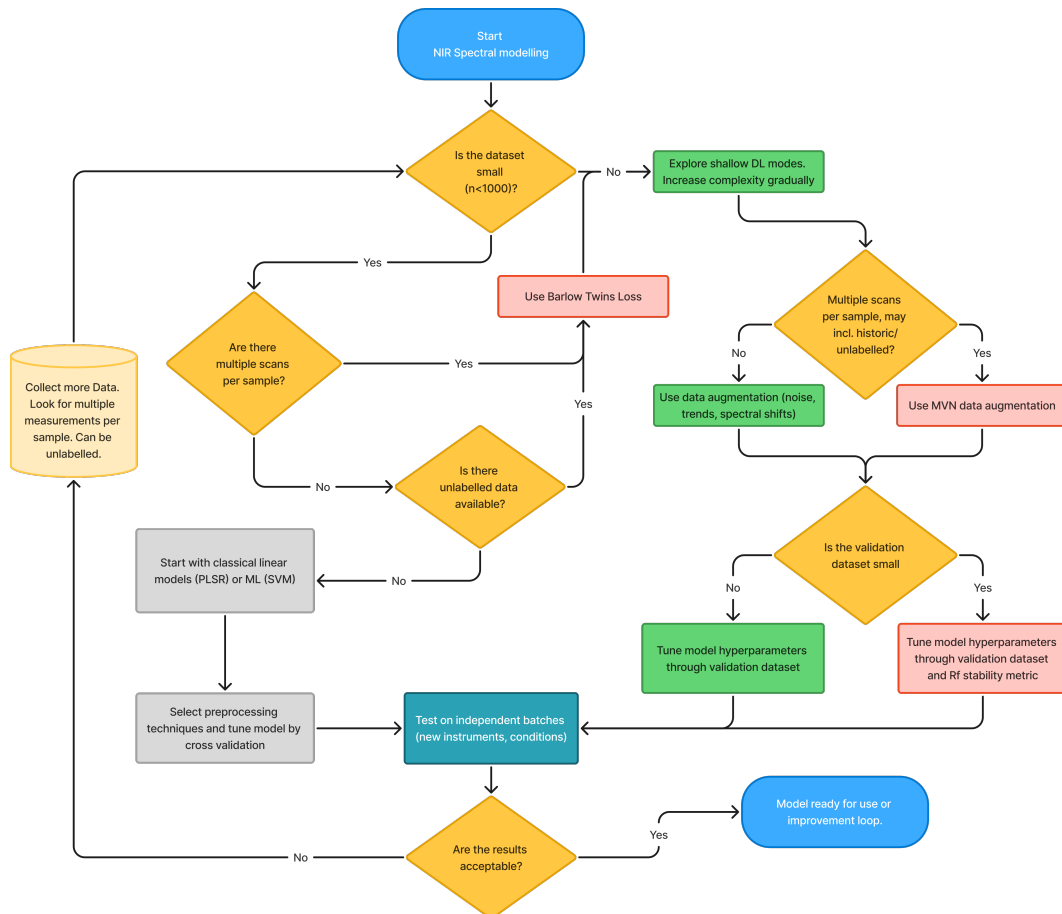 Start
NIR Spectral modelling
Is the dataset
small
(n<1000)?
No
Explore shallow DL modes.
Increase complexity gradually
Yes
Use Barlow Twins Loss
Multiple scans
per sample, may
incl. historic/
unlabelled?
Are there
multiple scans
per sample?
Yes
No
Yes
Collect more Data.
Look for multiple
measurements per
sample. Can be
unlabelled.
Yes
Use data augmentation (noise,
trends, spectral shifts)
Use MVN data augmentation
No
Is there
unlabelled data
available?
Start with classical linear
models (PLSR) or ML (SVM)
No
Is the validation
dataset small
No
Yes
Tune model hyperparameters
through validation dataset
Tune model hyperparameters
through validation dataset
and Rf stability metric
Select preprocessing
techniques and tune model by
cross validation
Test on independent batches
(new instruments, conditions)
Model ready for use or
improvement loop.
Yes
Are the results
acceptable?
No